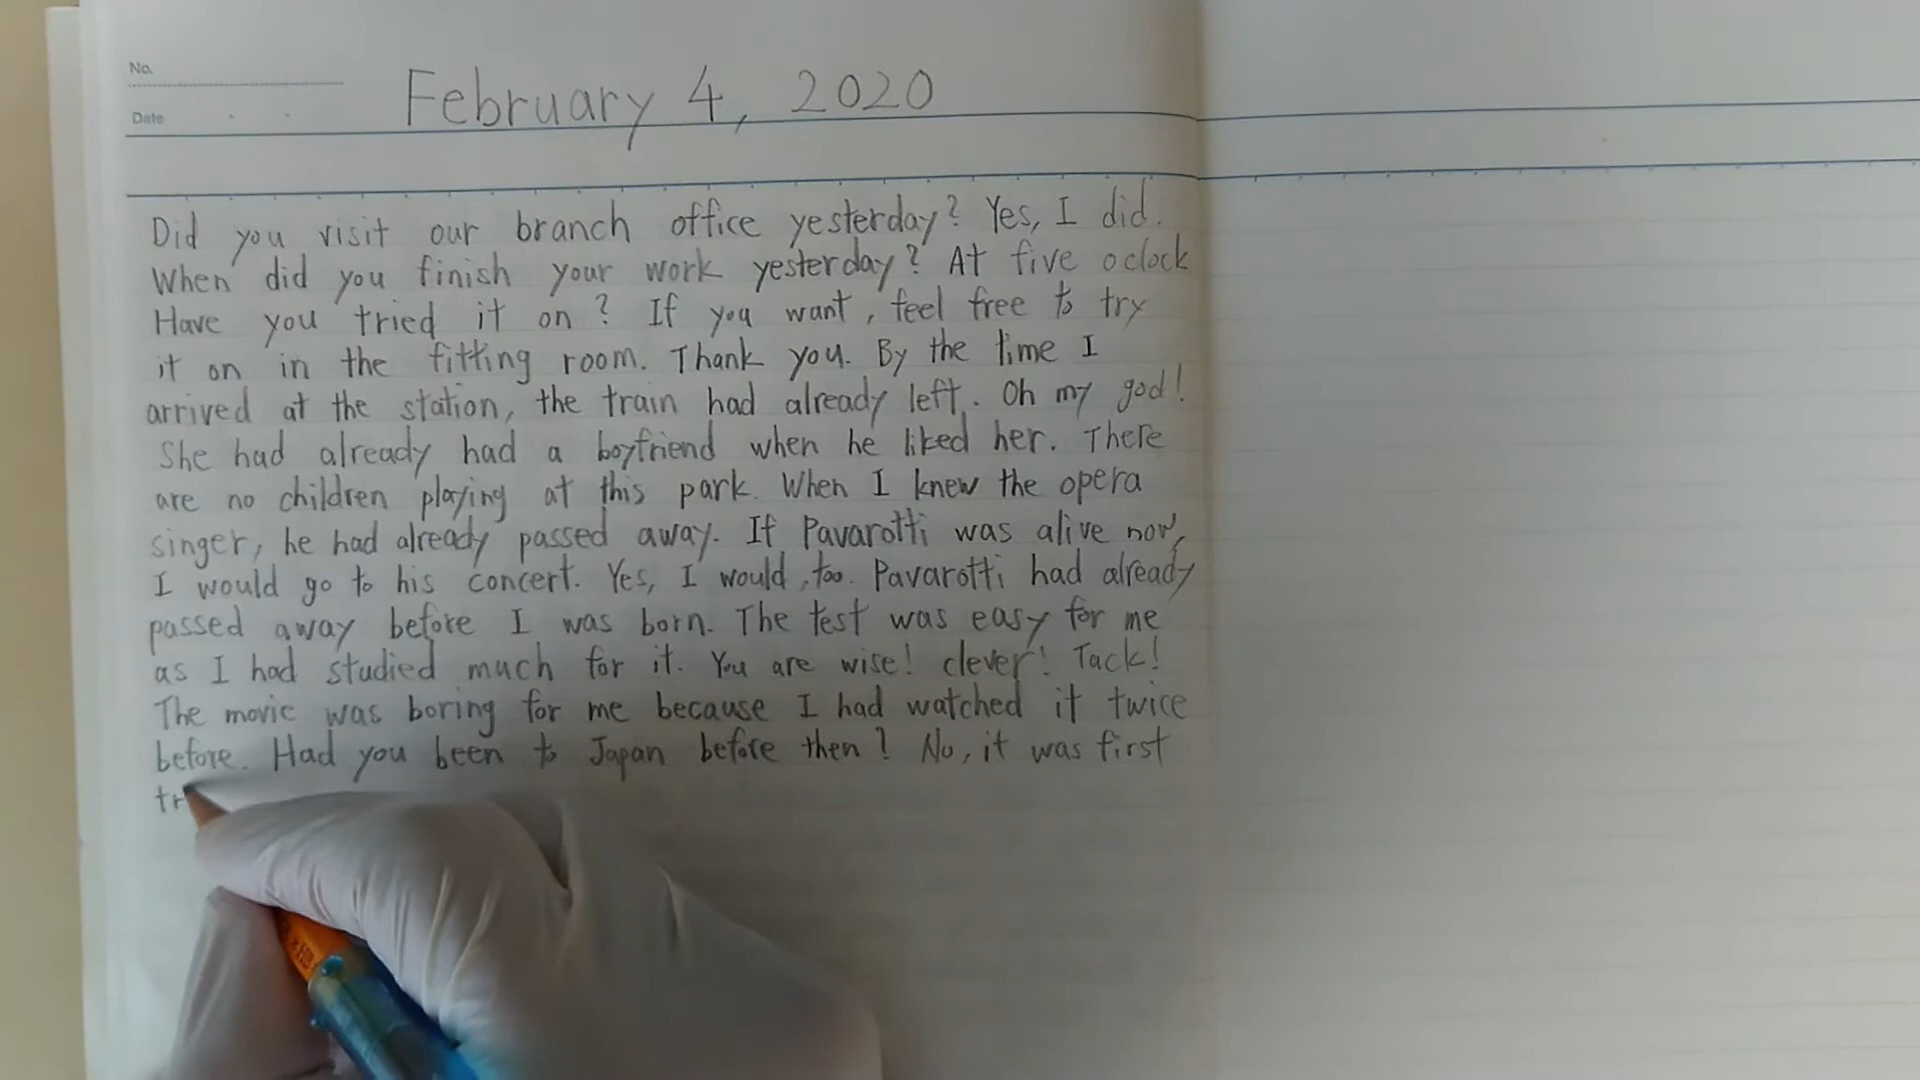 No.
February 4, 2020
Date
Did you visit our branch office yesterday? Yes, I did.
When did you finish your work yesterday? At five oclock
Have you tried it on? If you want, feel free to try
it on in the fitting room. Thank you. By the time I
arrived at the station, the train had already left. Oh my god!
She had already had a boyfriend when he liked her. There
are no children playing at this park. When I knew the opera
singer, he had already passed away. If Pavarotti was alive now,
I would go to his concert. Yes, I would, too. Pavarotti had already
passed away before I was born. The test was easy for me
as I had studied much for it. You are wise! clever! Tack!
The movie was boring for me because I had watched it twice
before. Had you been to Japan before then? No, it was first
tr